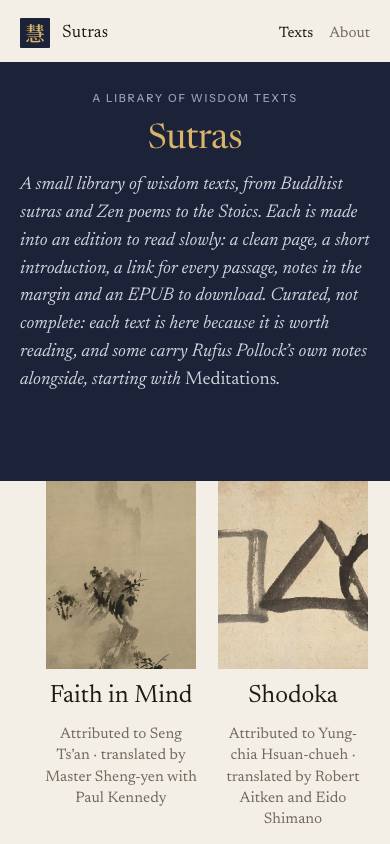 慧 Sutras Texts About
A LIBRARY OF WISDOM TEXTS
Sutras
A small library of wisdom texts, from Buddhist
sutras and Zen poems to the Stoics. Each is made
into an edition to read slowly: a clean page, a short
introduction, a link for every passage, notes in the
margin and an EPUB to download. Curated, not
complete: each text is here because it is worth
reading, and some carry Rufus Pollock’s own notes
alongside, starting with Meditations.
Faith in Mind
Attributed to Seng
Ts’an · translated by
Master Sheng-yen with
Paul Kennedy
Shodoka
Attributed to Yung-
chia Hsuan-chueh ·
translated by Robert
Aitken and Eido
Shimano